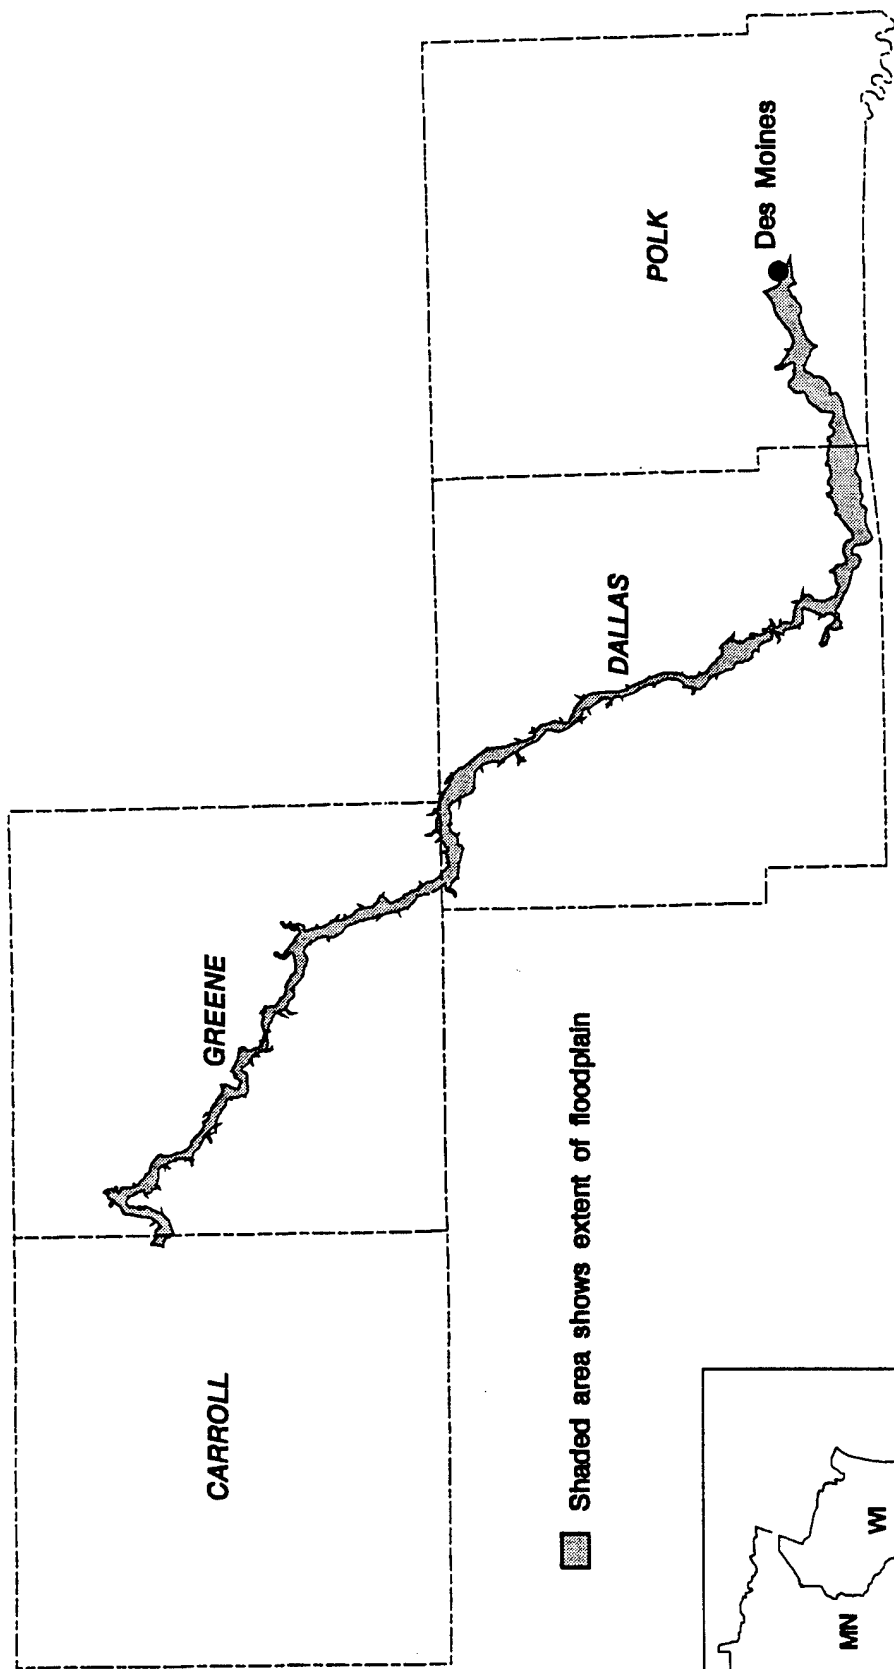 CARROLL
GREENE
DALLAS
POLK
Des Moines
Shaded area shows extent of floodplain
MN
WI